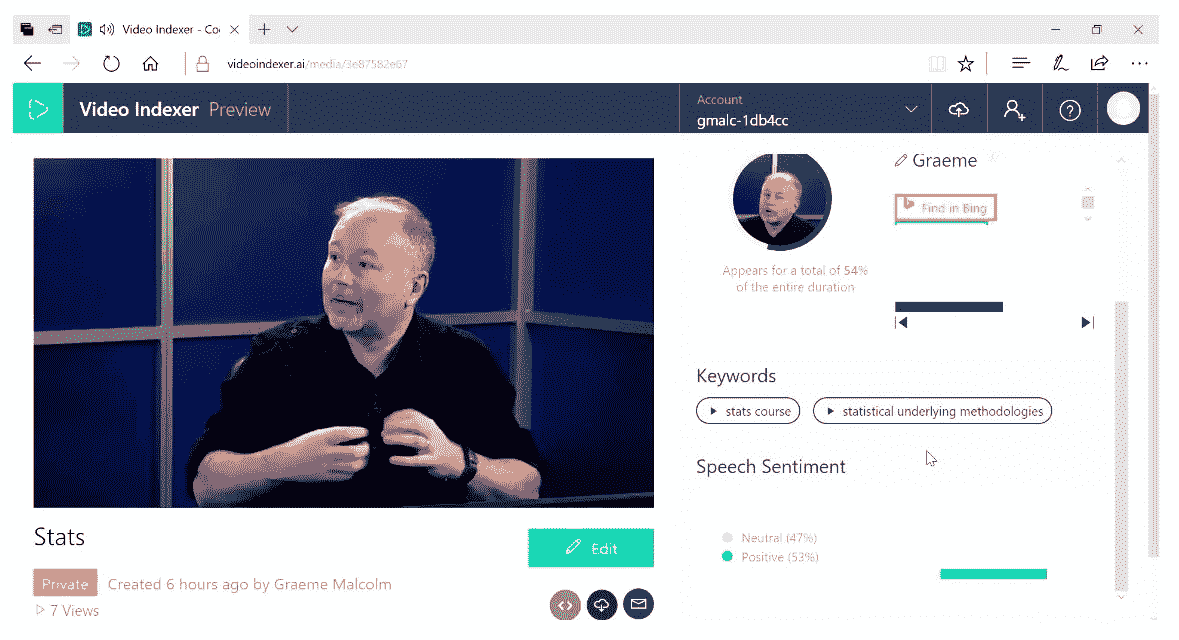 Video Indexer - Co
videoindexer.ai/media/3e87582e67
Video Indexer Preview
Account
gmalc-1db4cc
Graeme
Find in Bing
Appears for a total of 54%
of the entire duration
Keywords
stats course
statistical underlying methodologies
Speech Sentiment
Neutral (47%)
Positive (53%)
Stats
Edit
Private
Created 6 hours ago by Graeme Malcolm
7 Views